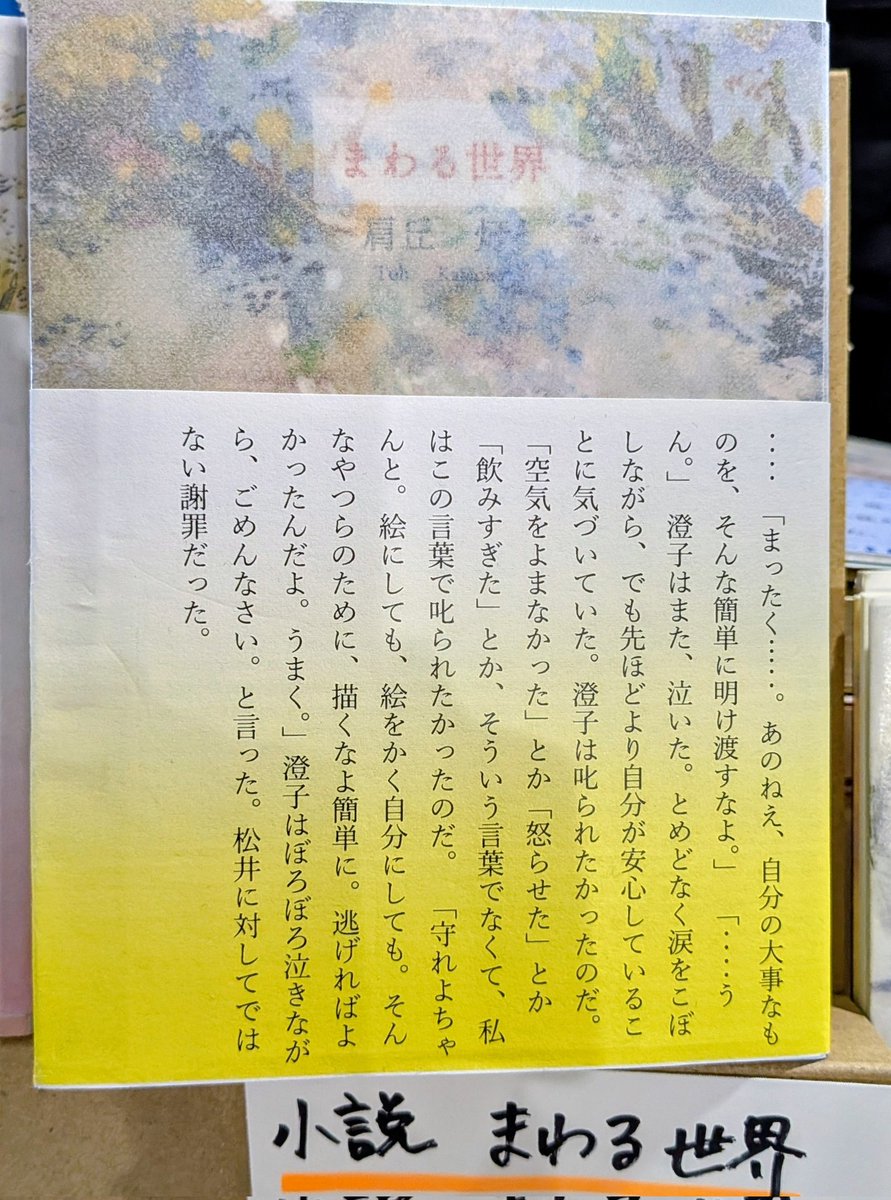 まわる世界
肩丘
Toh
‥‥ 「まったく‥‥。あのねえ、自分の大事なも
のを、そんな簡単に明け渡すなよ。」 「‥‥う
ん。」 澄子はまた、泣いた。とめどなく涙をこぼ
しながら、でも先ほどより自分が安心しているこ
とに気づいていた。澄子は叱られたかったのだ。
「空気をよまなかった」とか「怒らせた」とか
「飲みすぎた」とか、そういう言葉でなくて、私
はこの言葉で叱られたかったのだ。 「守れよちゃ
んと。絵にしても、絵をかく自分にしても。そん
なやつらのために、描くなよ簡単に。逃げればよ
かったんだよ。うまく。」澄子はぼろぼろ泣きなが
ら、ごめんなさい。と言った。松井に対してでは
ない謝罪だった。
小説 まわる世界